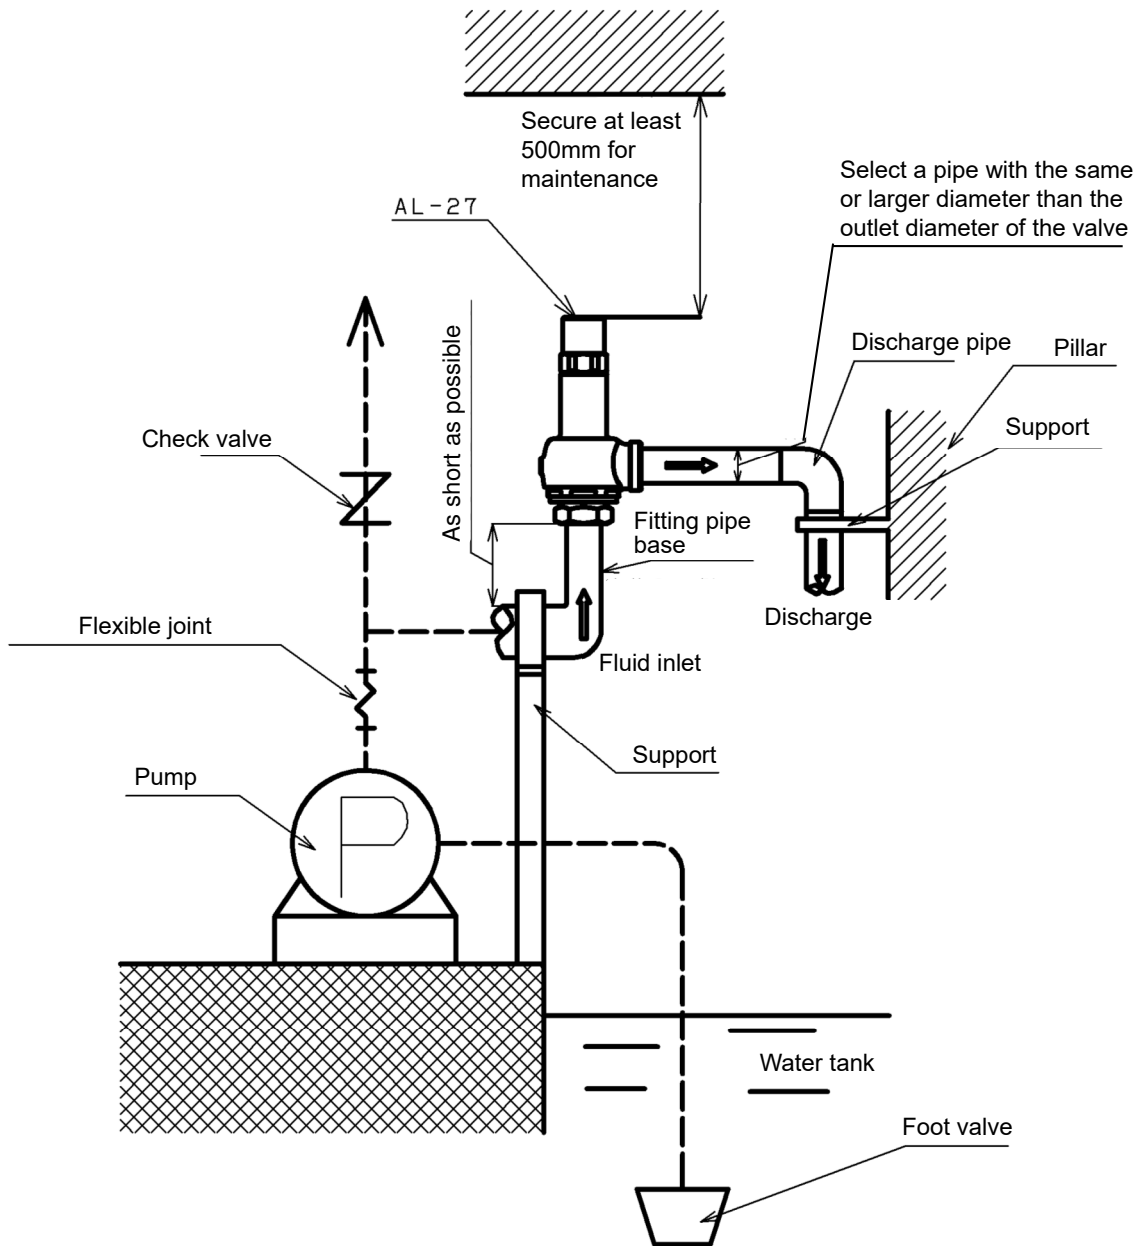 Secure at least
500mm for
maintenance
Select a pipe with the same
or larger diameter than the
outlet diameter of the valve
AL-27
As short as possible
Discharge pipe
Pillar
Support
Check valve
Fitting pipe
base
Discharge
Flexible joint
Fluid inlet
Support
Pump
P
Water tank
Foot valve